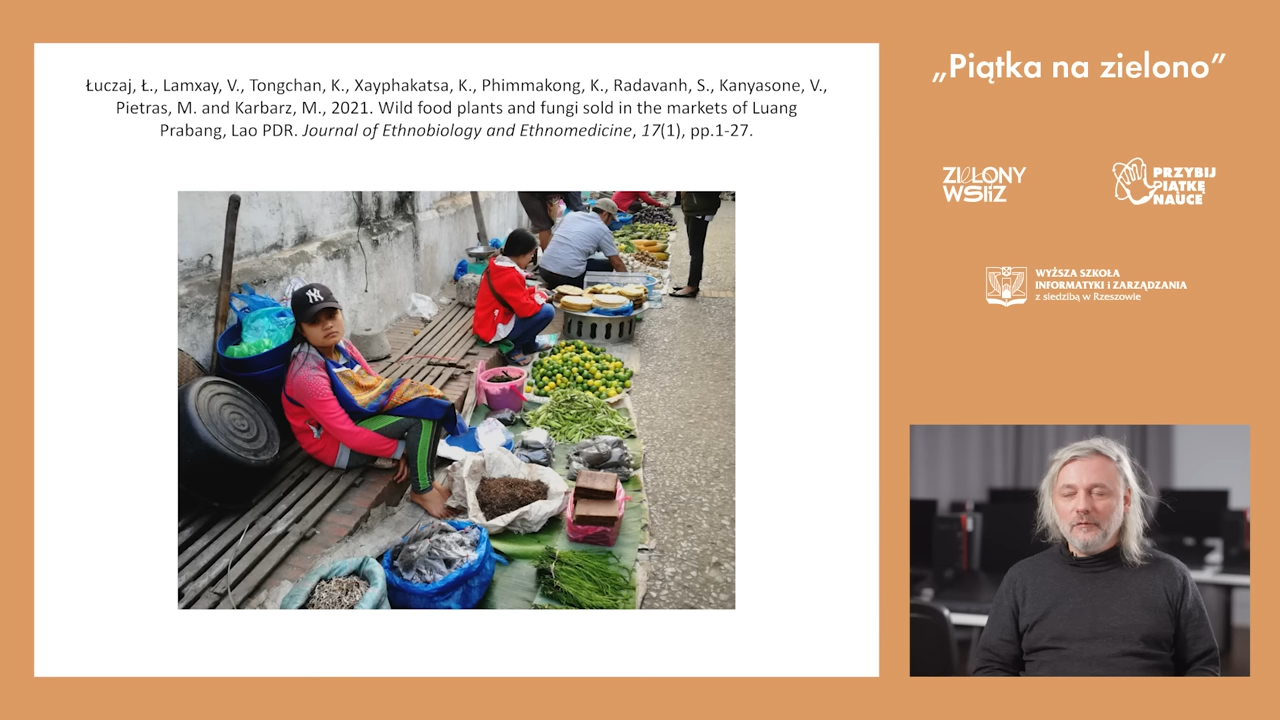 Łuczaj, Ł., Lamxay, V., Tongchan, K., Xayphakatsa, K., Phimmakong, K., Radavanh, S., Kanyasone, V.,
Pietras, M. and Karbarz, M., 2021. Wild food plants and fungi sold in the markets of Luang
Prabang, Lao PDR. Journal of Ethnobiology and Ethnomedicine, 17(1), pp.1-27.
„Piątka na zielono”
ZIELONY
WSIiZ
PRZYBIJ
PIĄTKĘ
NAUCE
WYŻSZA SZKOŁA
INFORMATYKI i ZARZĄDZANIA
z siedzibą w Rzeszowie
NY